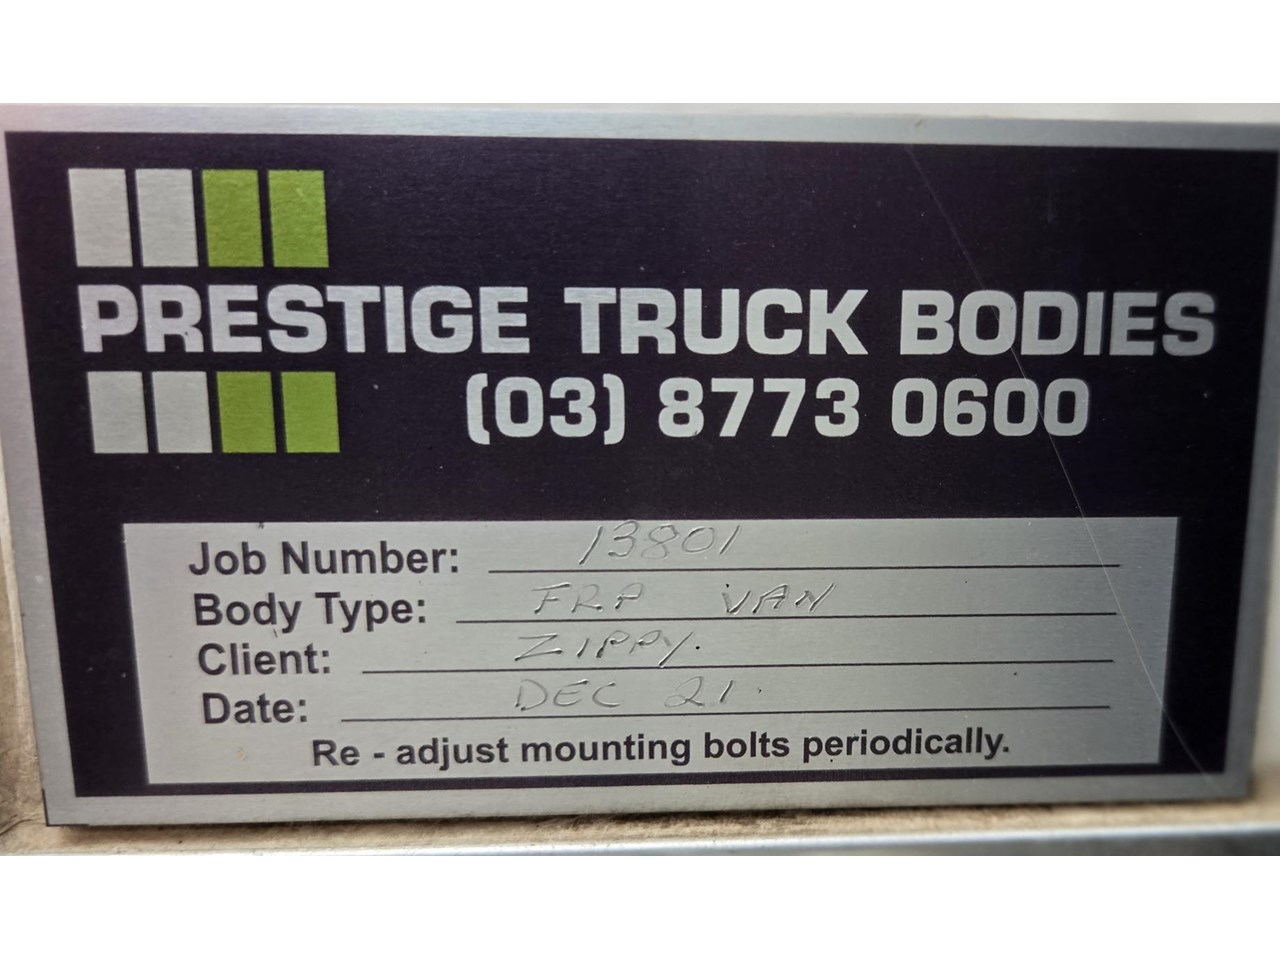 PRESTIGE TRUCK BODIES
(03) 8773 0600
Job Number: 13801
Body Type: FRP VAN
Client: ZIPPY.
Date: DEC 21.
Re - adjust mounting bolts periodically.